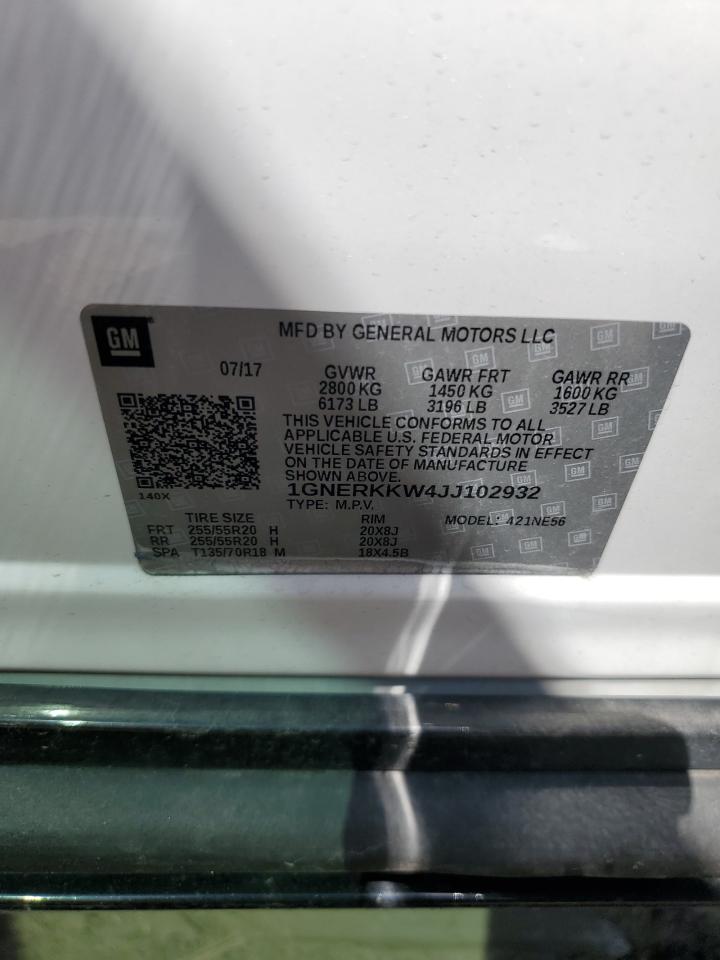 GM
MFD BY GENERAL MOTORS LLC
07/17 GVWR GAWR FRT GAWR RR
2800 KG 1450 KG 1600 KG
6173 LB 3196 LB 3527 LB
THIS VEHICLE CONFORMS TO ALL
APPLICABLE U.S. FEDERAL MOTOR
VEHICLE SAFETY STANDARDS IN EFFECT
ON THE DATE OF MANUFACTURE
SHOWN ABOVE.
140X 1GNERKKW4JJ102932
TYPE: M.P.V. MODEL: 421NE56
TIRE SIZE RIM
FRT 255/55R20 H 20X8J
RR 255/55R20 H 20X8J
SPA T135/70R18 M 18X4.5B